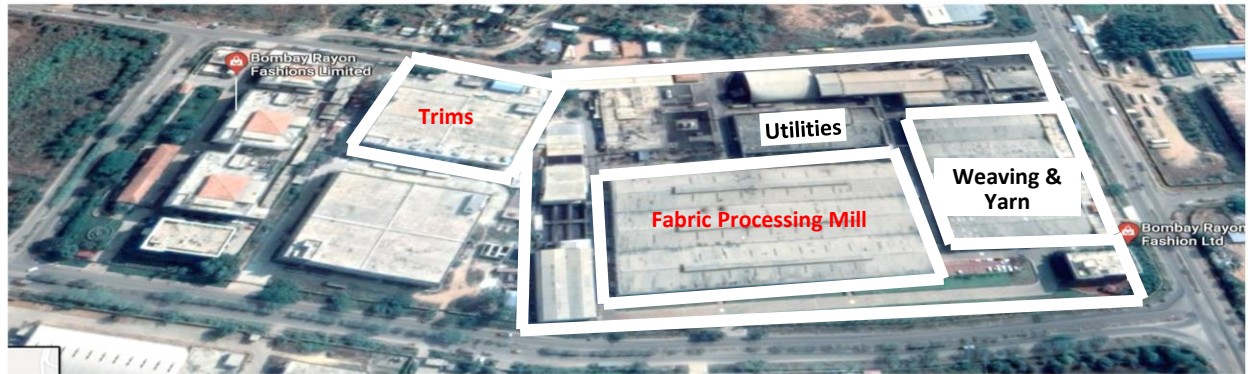 Bombay Rayon
Fashions Limited
Trims
Utilities
Weaving &
Yarn
Fabric Processing Mill
Bombay Rayon
Fashion Ltd